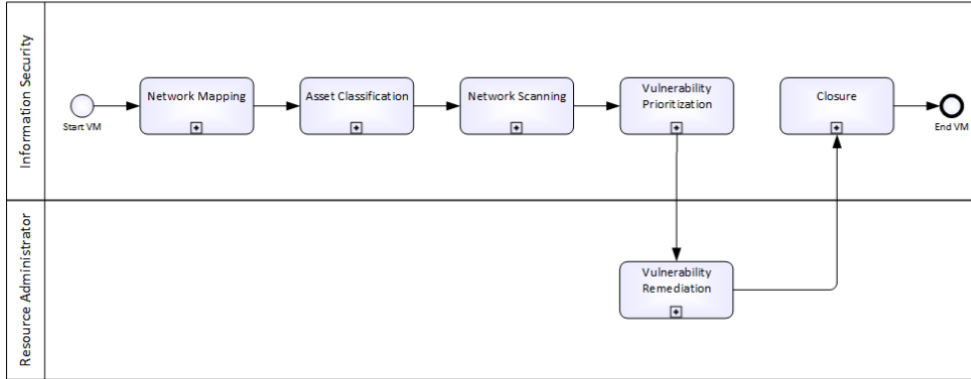 Information Security
Start VM
Network Mapping
Asset Classification
Network Scanning
Vulnerability
Prioritization
Closure
End VM
Resource Administrator
Vulnerability
Remediation